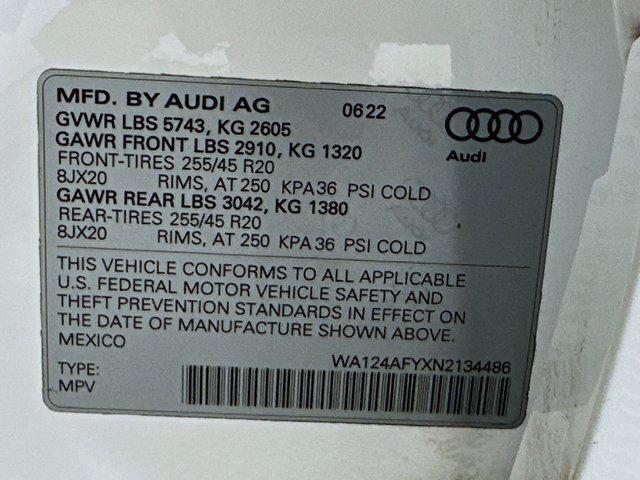 MFD. BY AUDI AG 0622
GVWR LBS 5743, KG 2605
GAWR FRONT LBS 2910, KG 1320
FRONT-TIRES 255/45 R20
8JX20 RIMS, AT 250 KPA 36 PSI COLD
GAWR REAR LBS 3042, KG 1380
REAR-TIRES 255/45 R20
8JX20 RIMS, AT 250 KPA 36 PSI COLD
Audi
THIS VEHICLE CONFORMS TO ALL APPLICABLE
U.S. FEDERAL MOTOR VEHICLE SAFETY AND
THEFT PREVENTION STANDARDS IN EFFECT ON
THE DATE OF MANUFACTURE SHOWN ABOVE.
MEXICO
WA124AFYXN2134486
TYPE:
MPV